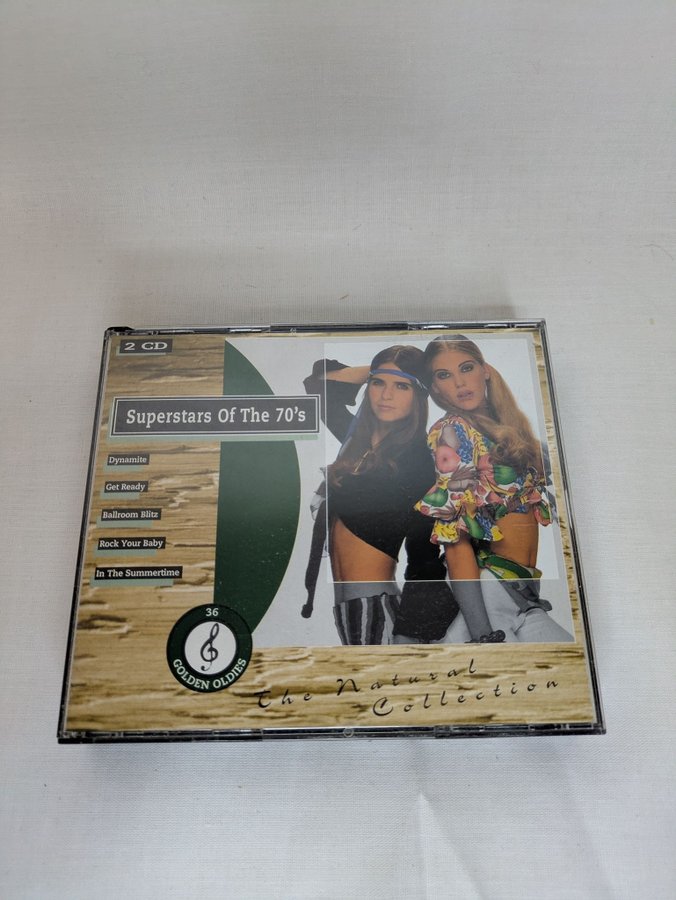 2 CD
Superstars Of The 70's
Dynamite
Get Ready
Ballroom Blitz
Rock Your Baby
In The Summertime
36
GOLDEN OLDIES
The Natural
Collection